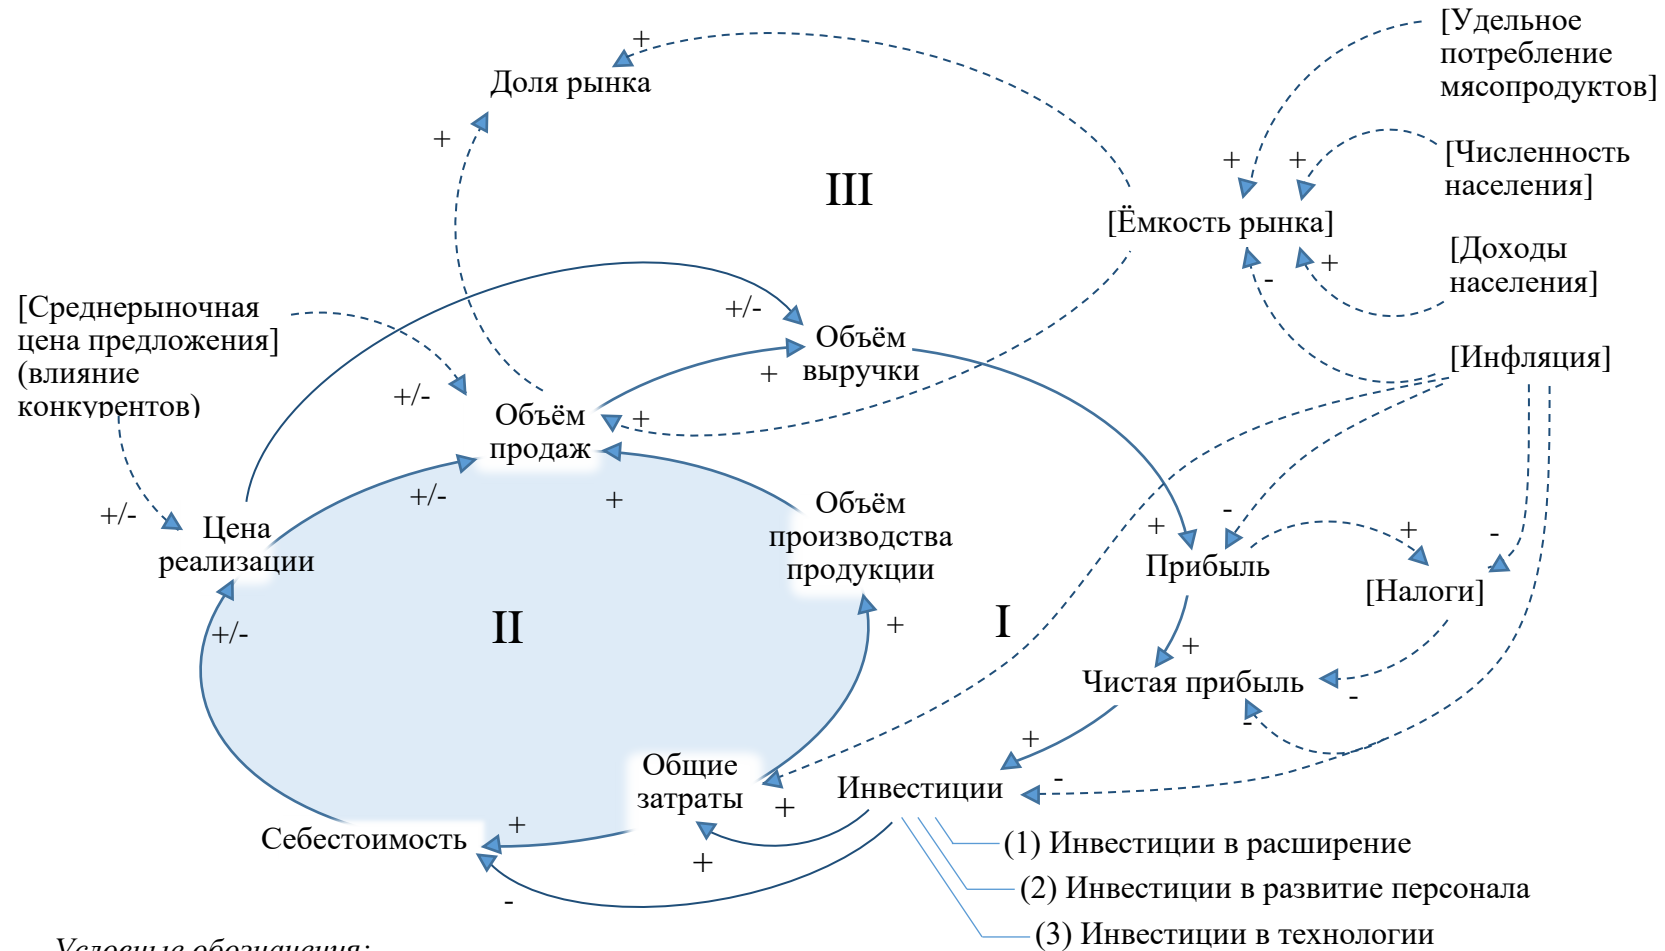 [Удельное
потребление
мясопродуктов]
+
Доля рынка
+
+
+
[Численность
населения]
III
[Ёмкость рынка]
[Доходы
населения]
+
-
[Среднерыночная
цена предложения]
(влияние
конкурентов)
+/-
Объём
выручки
[Инфляция]
+
+/-
Объём
продаж
+
+/-
+
Объём
производства
продукции
+/-
Цена
реализации
+
-
+
-
Прибыль
[Налоги]
II
I
+
+/-
+
Чистая прибыль
-
-
+
Общие
затраты
Инвестиции
-
+
Себестоимость
+
+
-
(1) Инвестиции в расширение
(2) Инвестиции в развитие персонала
(3) Инвестиции в технологии
Условные обозначения: